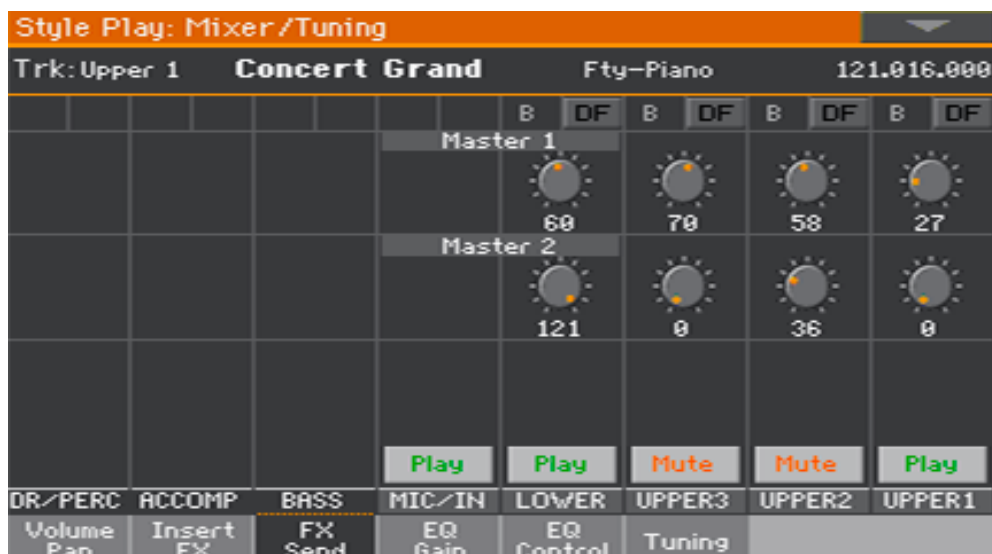 Style Play: Mixer/Tuning
Trk:Upper 1 Concert Grand Fty-Piano 121.016.000
B DF B DF B DF B DF
Master 1
60 70 58 27
Master 2
121 0 36 0
Play Play Mute Mute Play
DR/PERC ACCOMP BASS MIC/IN LOWER UPPER3 UPPER2 UPPER1
Volume Insert FX EQ EQ Tuning
Pan FX Send Gain Control